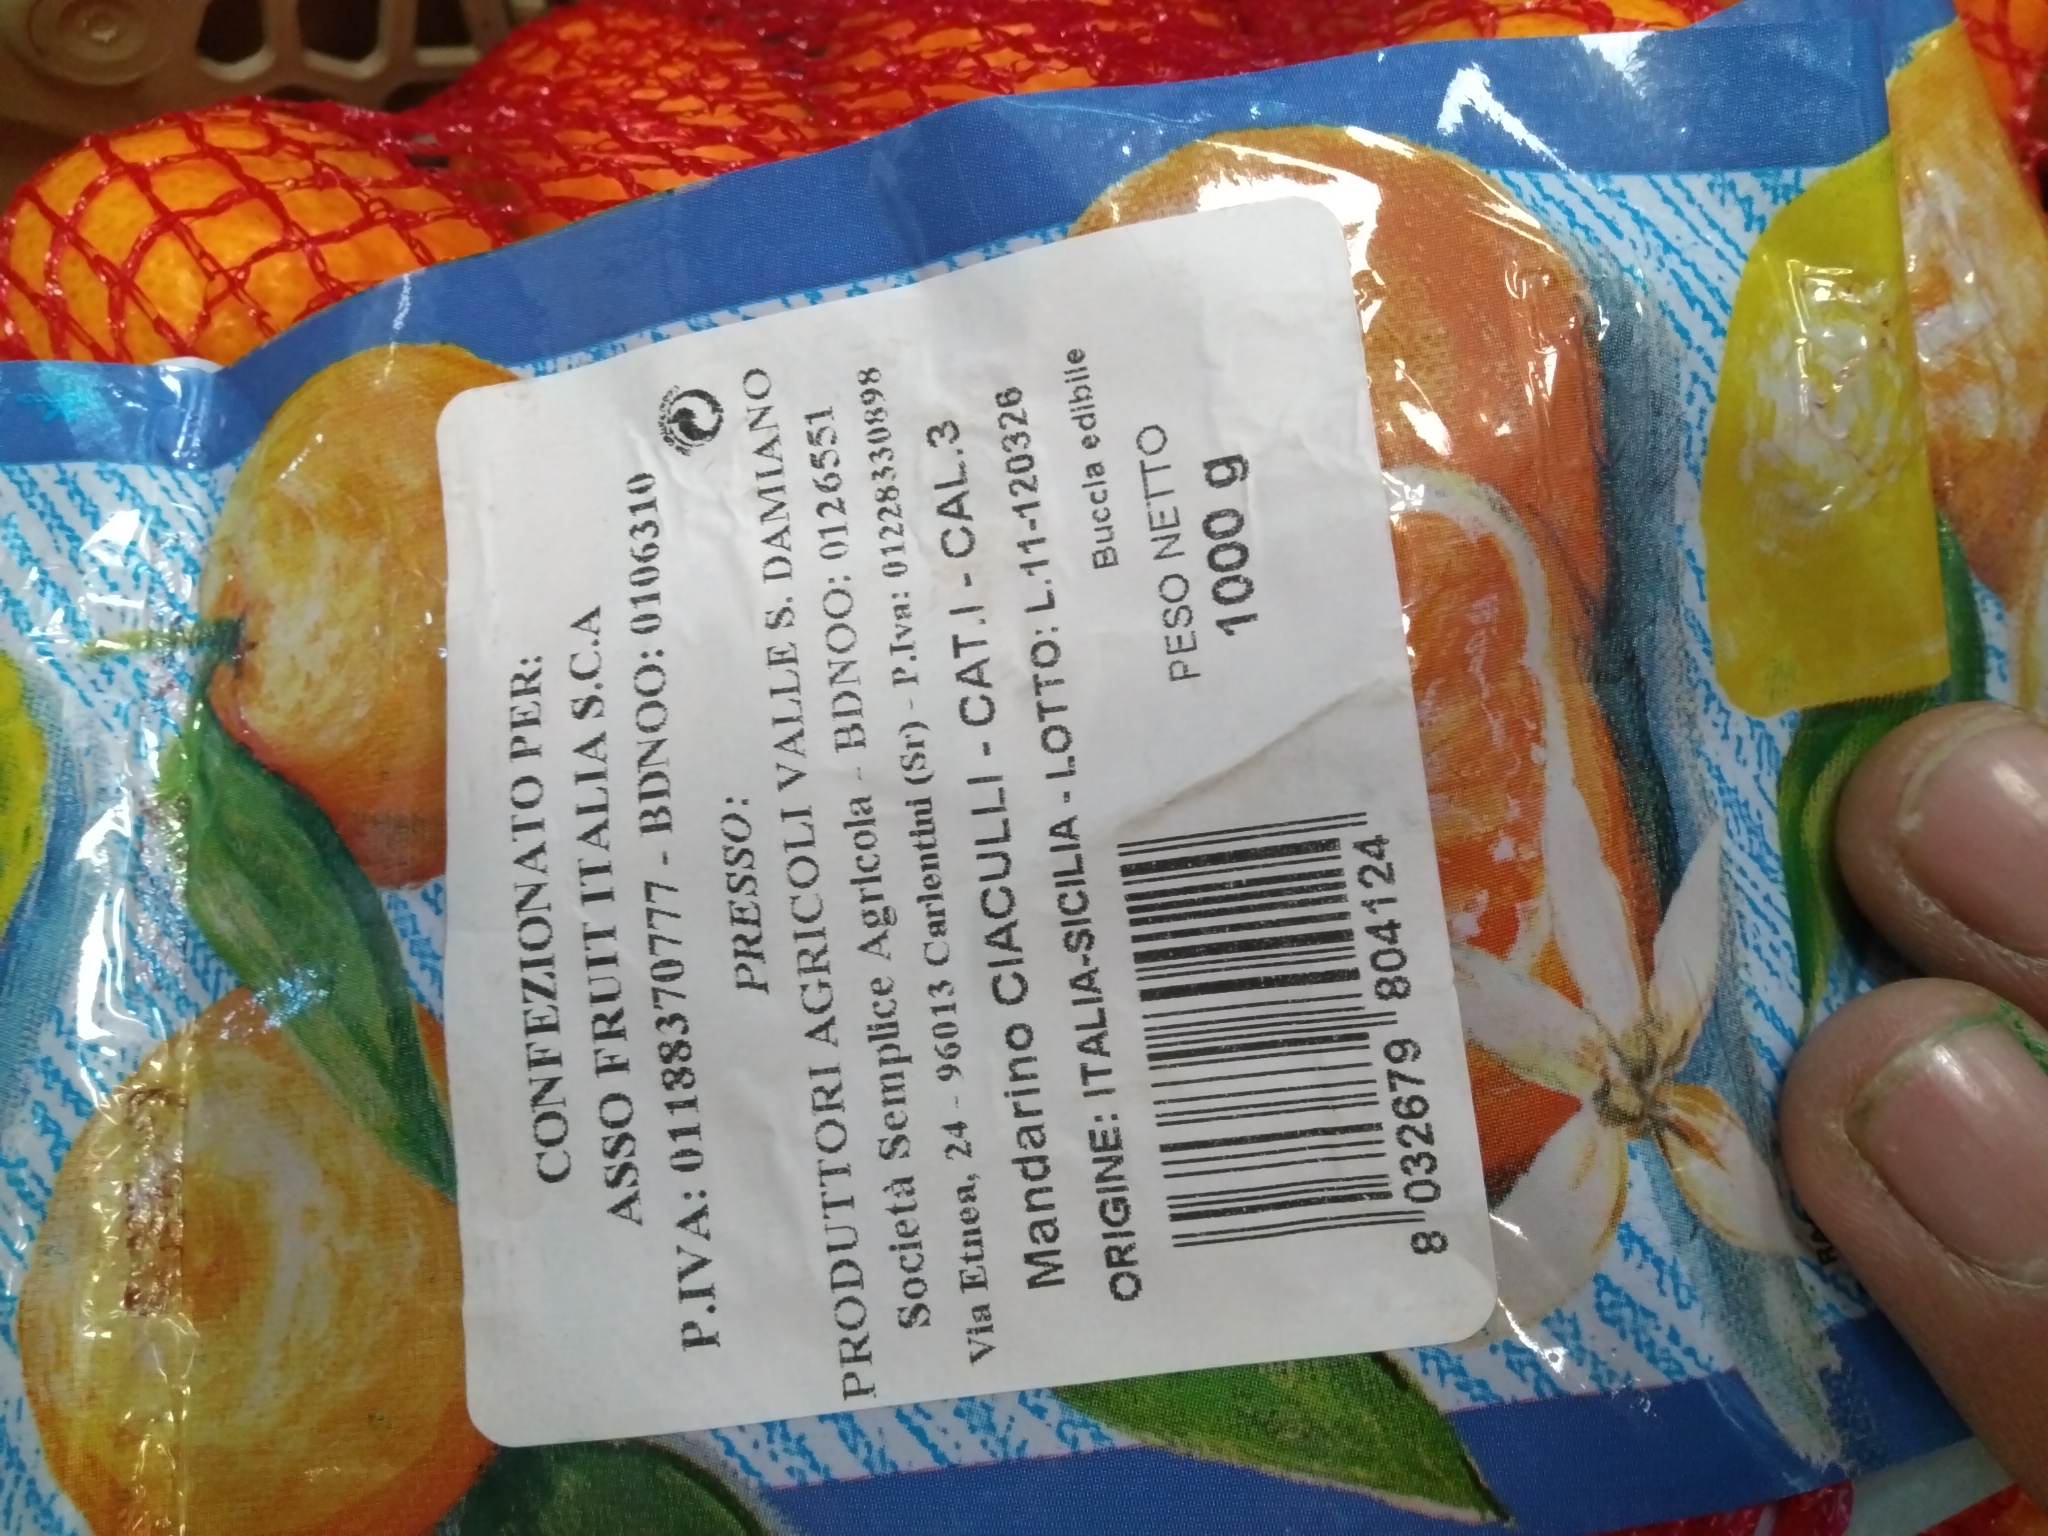 CONFEZIONATO PER:
ASSO FRUIT ITALIA S.C.A
P.IVA: 01188370777 - BDNOO: 0106310
PRESSO:
PRODUTTORI AGRICOLI VALLE S. DAMIANO
Società Semplice Agricola - BDNOO: 0126551
Via Etnea, 24 - 96013 Carlentini (Sr) - P.Iva: 01228330898
Mandarino CIACULLI - CAT.I - CAL.3
ORIGINE: ITALIA-SICILIA - LOTTO: L.11-120326
Buccia edibile
PESO NETTO
1000 g
8 032679 804124